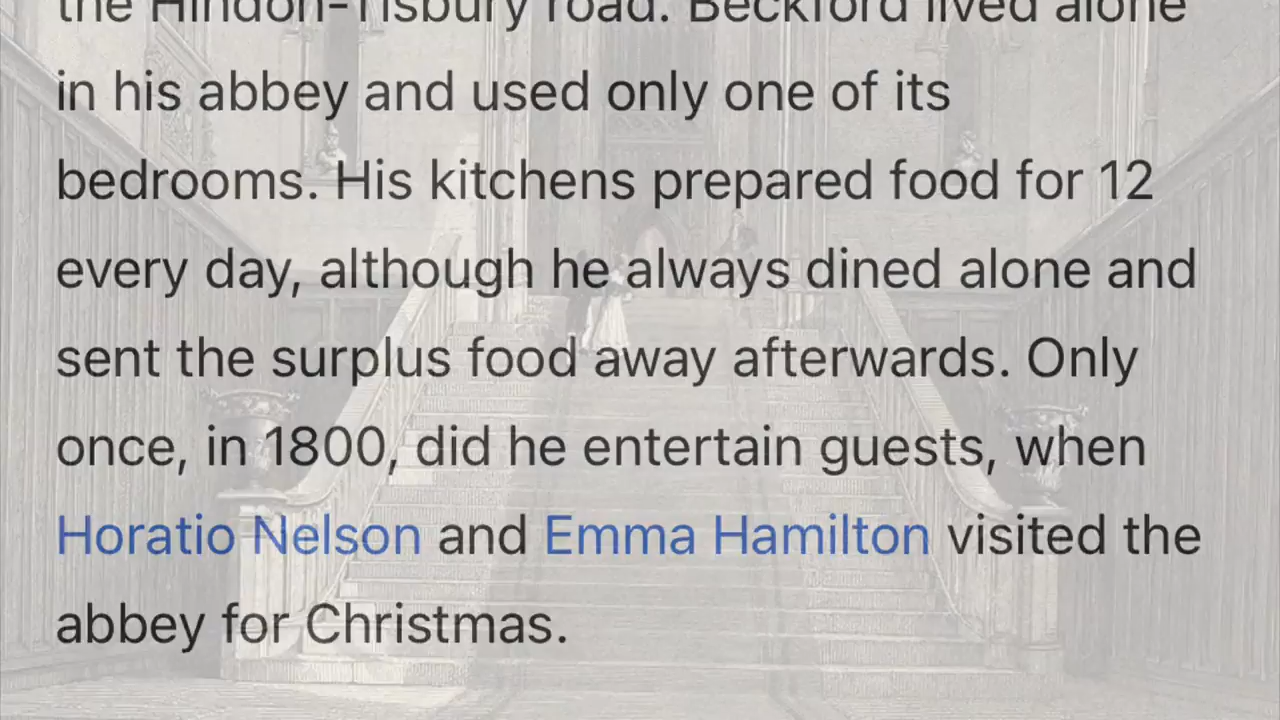 the Hindon-Tisbury road. Beckford lived alone
in his abbey and used only one of its
bedrooms. His kitchens prepared food for 12
every day, although he always dined alone and
sent the surplus food away afterwards. Only
once, in 1800, did he entertain guests, when
Horatio Nelson and Emma Hamilton visited the
abbey for Christmas.